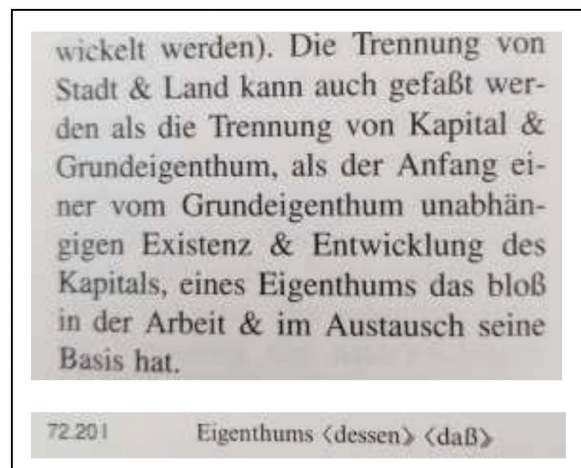 wickelt werden). Die Trennung von
Stadt & Land kann auch gefaßt wer-
den als die Trennung von Kapital &
Grundeigenthum, als der Anfang ei-
ner vom Grundeigenthum unabhän-
gigen Existenz & Entwicklung des
Kapitals, eines Eigenthums das bloß
in der Arbeit & im Austausch seine
Basis hat.
72.20 l Eigenthums 〈dessen〉 〈daß〉